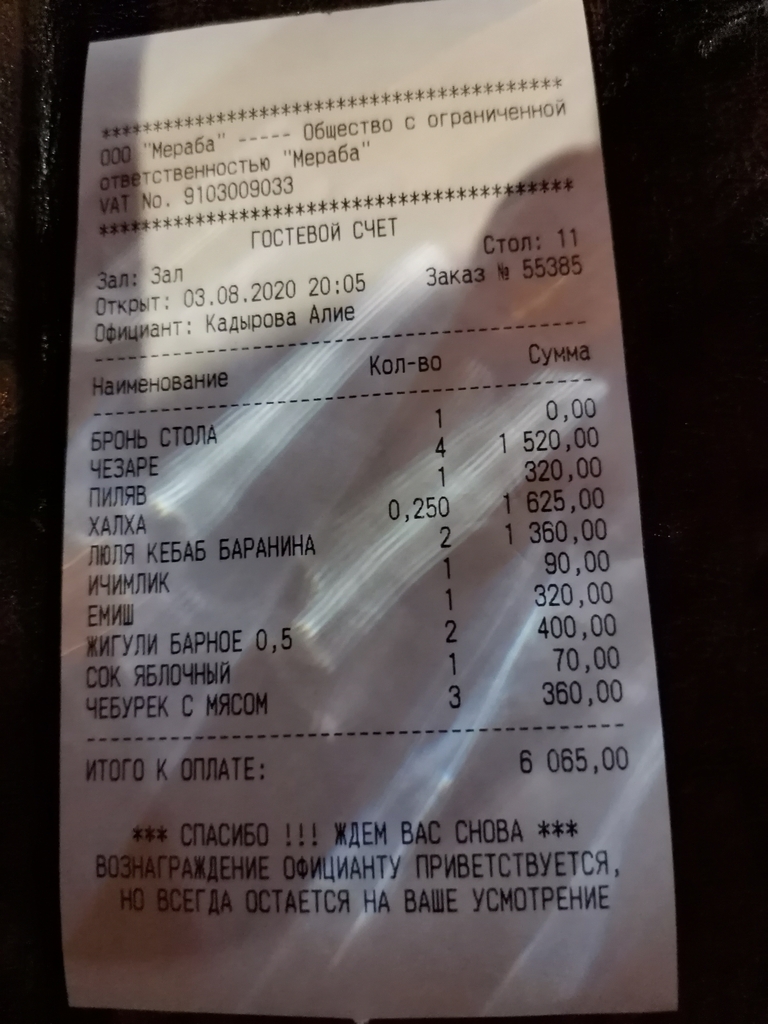 ******************************************
ООО "Мераба" ----- Общество с ограниченной
ответственностью "Мераба"
VAT No. 9103009033
******************************************
ГОСТЕВОЙ СЧЕТ
Зал: Зал Стол: 11
Открыт: 03.08.2020 20:05 Заказ № 55385
Официант: Кадырова Алие
------------------------------------------
Наименование Кол-во Сумма
------------------------------------------
БРОНЬ СТОЛА 1 0,00
ЧЕЗАРЕ 4 1 520,00
ПИЛЯВ 1 320,00
ХАЛХА 0,250 1 625,00
ЛЮЛЯ КЕБАБ БАРАНИНА 2 1 360,00
ИЧИМЛИК 1 90,00
ЕМИШ 1 320,00
ЖИГУЛИ БАРНОЕ 0,5 2 400,00
СОК ЯБЛОЧНЫЙ 1 70,00
ЧЕБУРЕК С МЯСОМ 3 360,00
------------------------------------------
ИТОГО К ОПЛАТЕ: 6 065,00
*** СПАСИБО !!! ЖДЕМ ВАС СНОВА ***
ВОЗНАГРАЖДЕНИЕ ОФИЦИАНТУ ПРИВЕТСТВУЕТСЯ,
НО ВСЕГДА ОСТАЕТСЯ НА ВАШЕ УСМОТРЕНИЕ